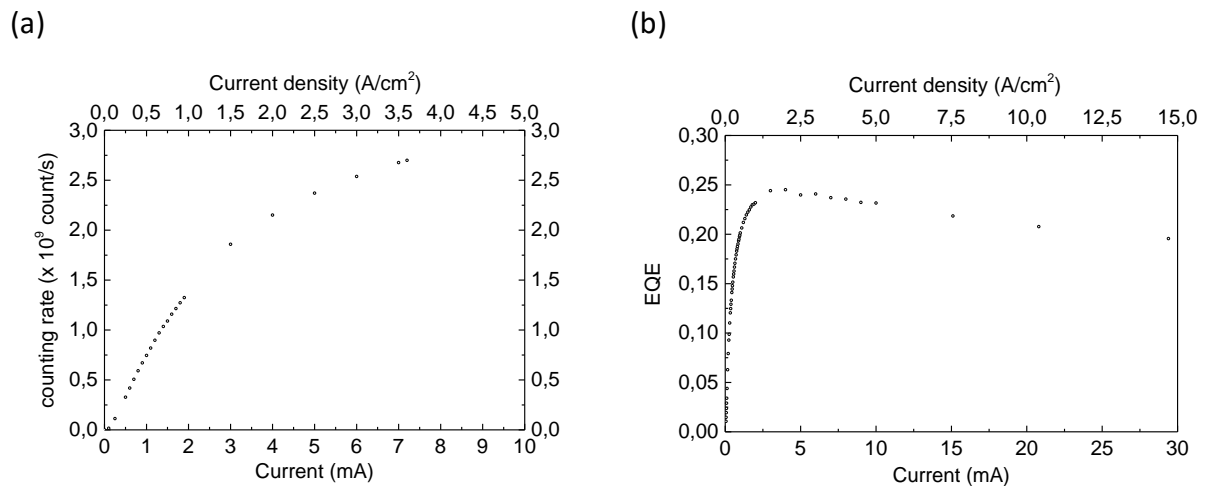 (a)
Current density (A/cm²)
0,0 0,5 1,0 1,5 2,0 2,5 3,0 3,5 4,0 4,5 5,0
3,0 3,0
2,5 2,5
2,0 2,0
1,5 1,5
1,0 1,0
0,5 0,5
0,0 0,0
counting rate (x 10⁹ count/s)
0 1 2 3 4 5 6 7 8 9 10
Current (mA)
(b)
Current density (A/cm²)
0,0 2,5 5,0 7,5 10,0 12,5 15,0
0,30
0,25
0,20
0,15
0,10
0,05
0,00
EQE
0 5 10 15 20 25 30
Current (mA)